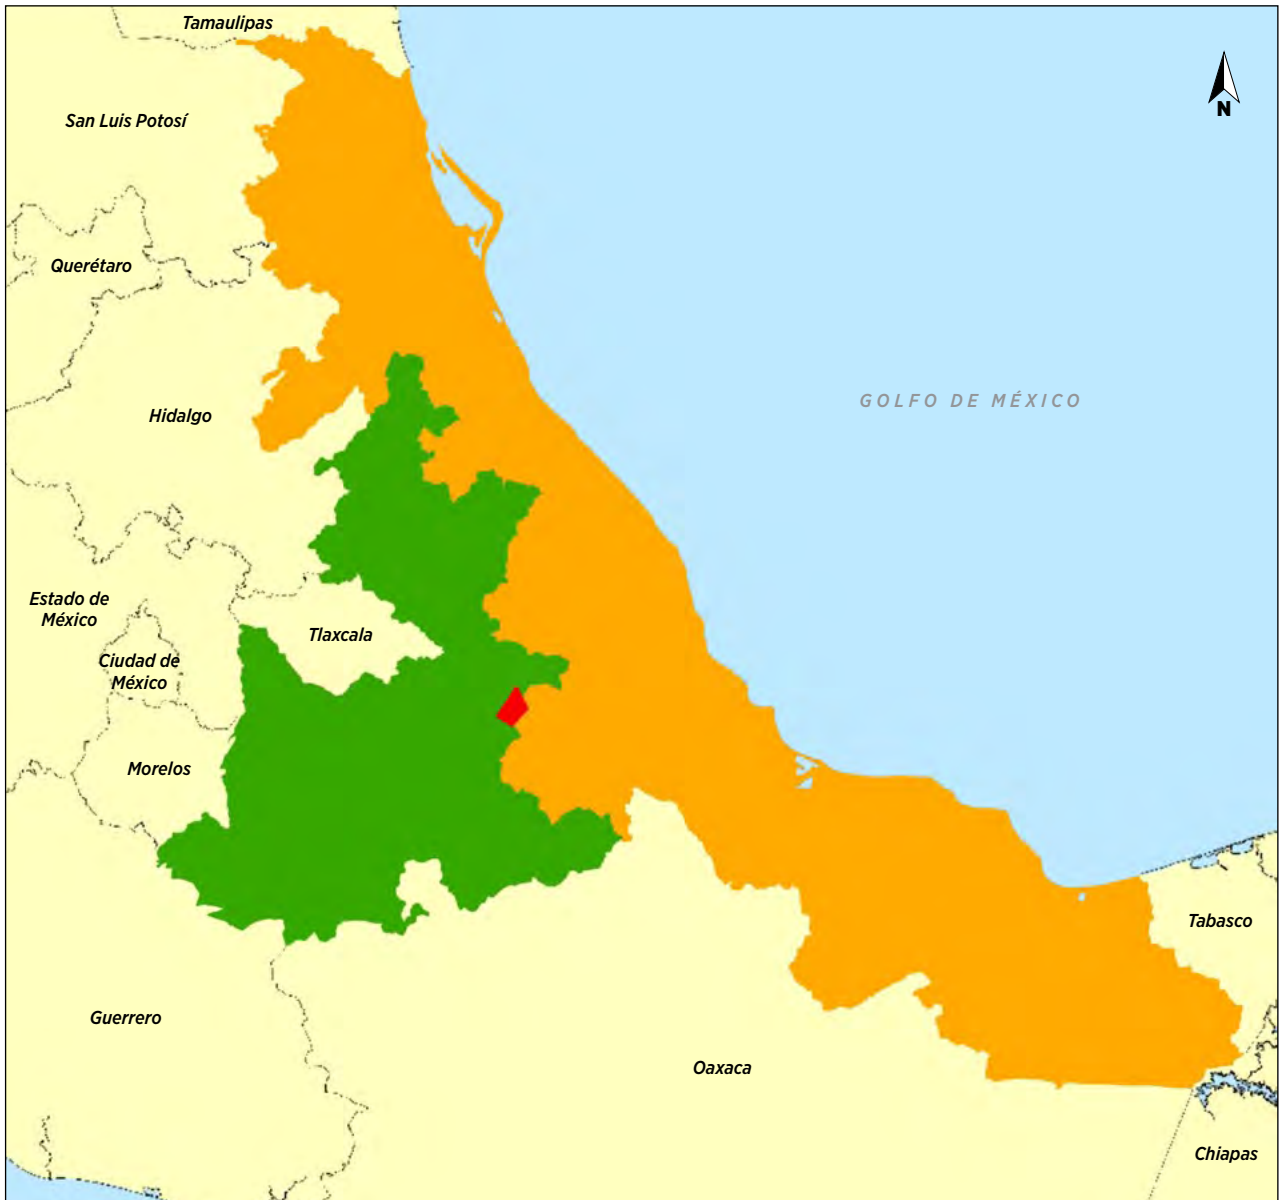 Tamaulipas
N
San Luis Potosí
Querétaro
GOLFO DE MÉXICO
Hidalgo
Estado de
México
Tlaxcala
Ciudad de
México
Morelos
Tabasco
Guerrero
Oaxaca
Chiapas